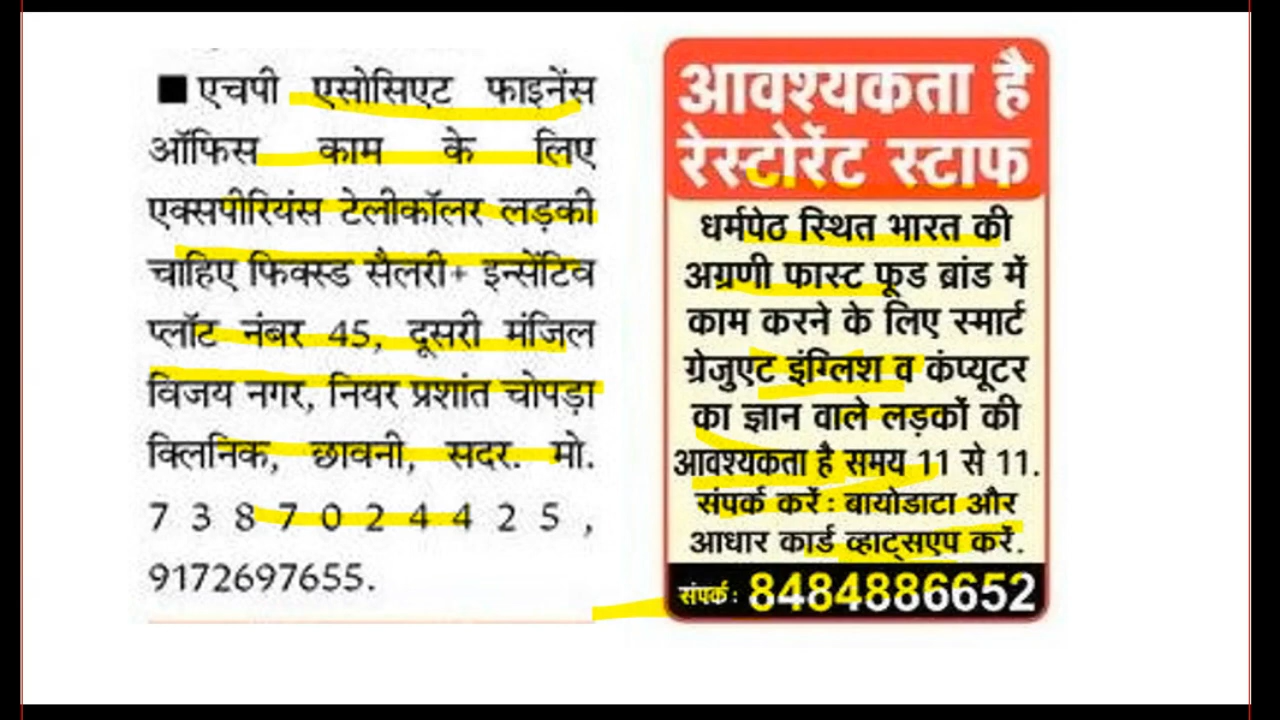 ■ एचपी एसोसिएट फाइनेंस
ऑफिस काम के लिए
एक्सपीरियंस टेलीकॉलर लड़की
चाहिए फिक्स्ड सैलरी+ इन्सेंटिव
प्लॉट नंबर 45, दूसरी मंजिल
विजय नगर, नियर प्रशांत चोपड़ा
क्लिनिक, छावनी, सदर. मो.
7387024425,
9172697655.
आवश्यकता है
रेस्टोरेंट स्टाफ
धर्मपेठ स्थित भारत की
अग्रणी फास्ट फूड ब्रांड में
काम करने के लिए स्मार्ट
ग्रेजुएट इंग्लिश व कंप्यूटर
का ज्ञान वाले लड़कों की
आवश्यकता है समय 11 से 11.
संपर्क करें : बायोडाटा और
आधार कार्ड व्हाट्सएप करें.
संपर्क : 8484886652